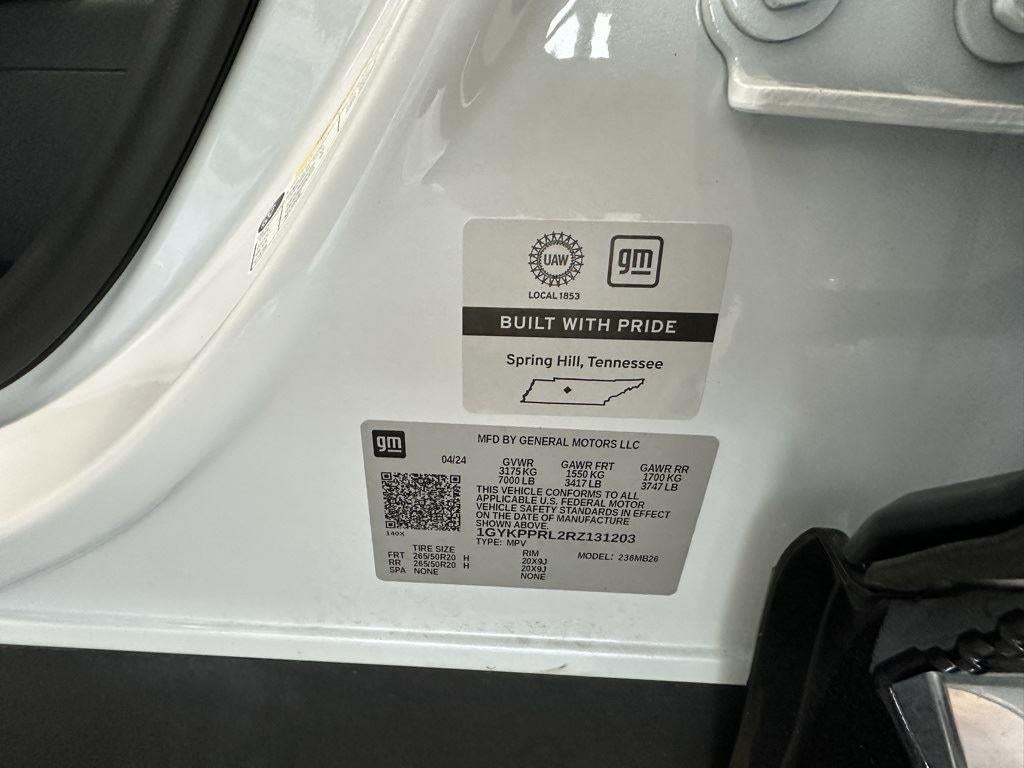 UAW
gm
LOCAL 1853
BUILT WITH PRIDE
Spring Hill, Tennessee
gm
MFD BY GENERAL MOTORS LLC
04/24
GVWR GAWR FRT GAWR RR
3175 KG 1550 KG 1700 KG
7000 LB 3417 LB 3747 LB
THIS VEHICLE CONFORMS TO ALL
APPLICABLE U.S. FEDERAL MOTOR
VEHICLE SAFETY STANDARDS IN EFFECT
ON THE DATE OF MANUFACTURE
SHOWN ABOVE.
140X
1GYKPPRL2RZ131203
TYPE: MPV MODEL: 236MB26
TIRE SIZE RIM
FRT 265/50R20 H 20X9J
RR 265/50R20 H 20X9J
SPA NONE NONE